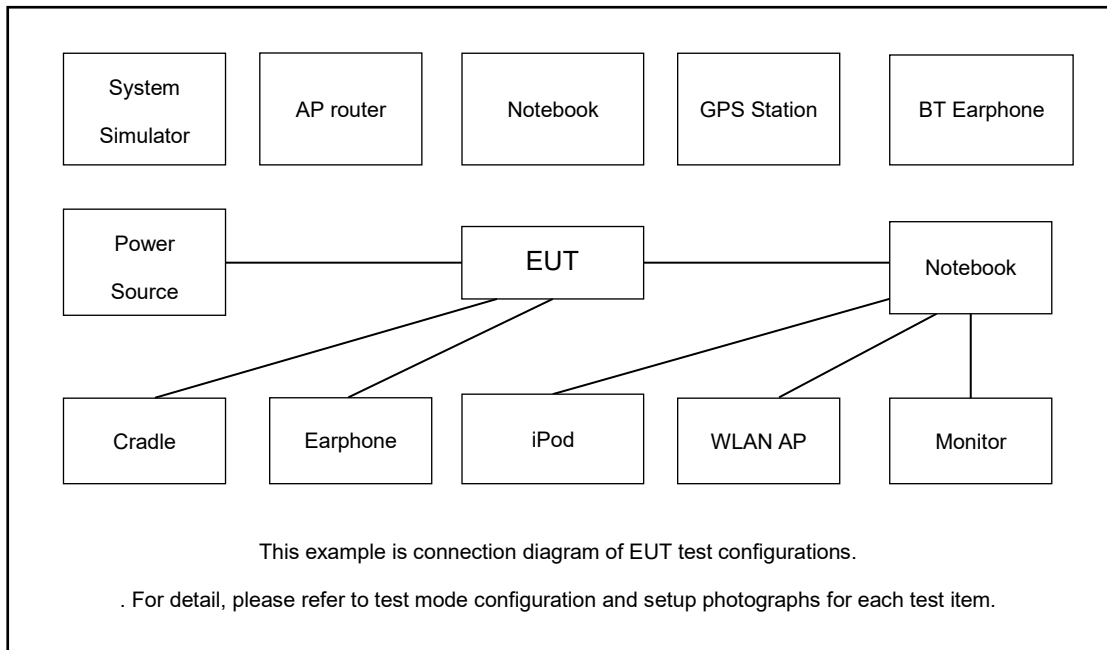 System
Simulator
AP router
Notebook
GPS Station
BT Earphone
Power
Source
EUT
Notebook
Cradle
Earphone
iPod
WLAN AP
Monitor
This example is connection diagram of EUT test configurations.
. For detail, please refer to test mode configuration and setup photographs for each test item.